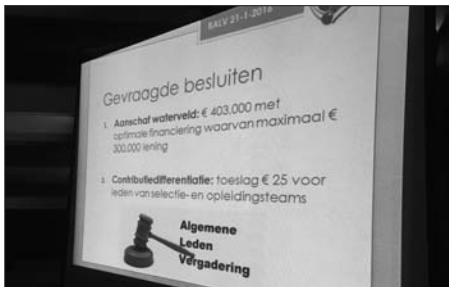 BALV 21-1-2016
Gevraagde besluiten
1. Aanschaf waterveld: € 403.000 met
optimale financiering waarvan maximaal €
300.000 lening
2. Contributiedifferentiatie: toeslag € 25 voor
leden van selectie- en opleidingsteams
Algemene
Leden
Vergadering